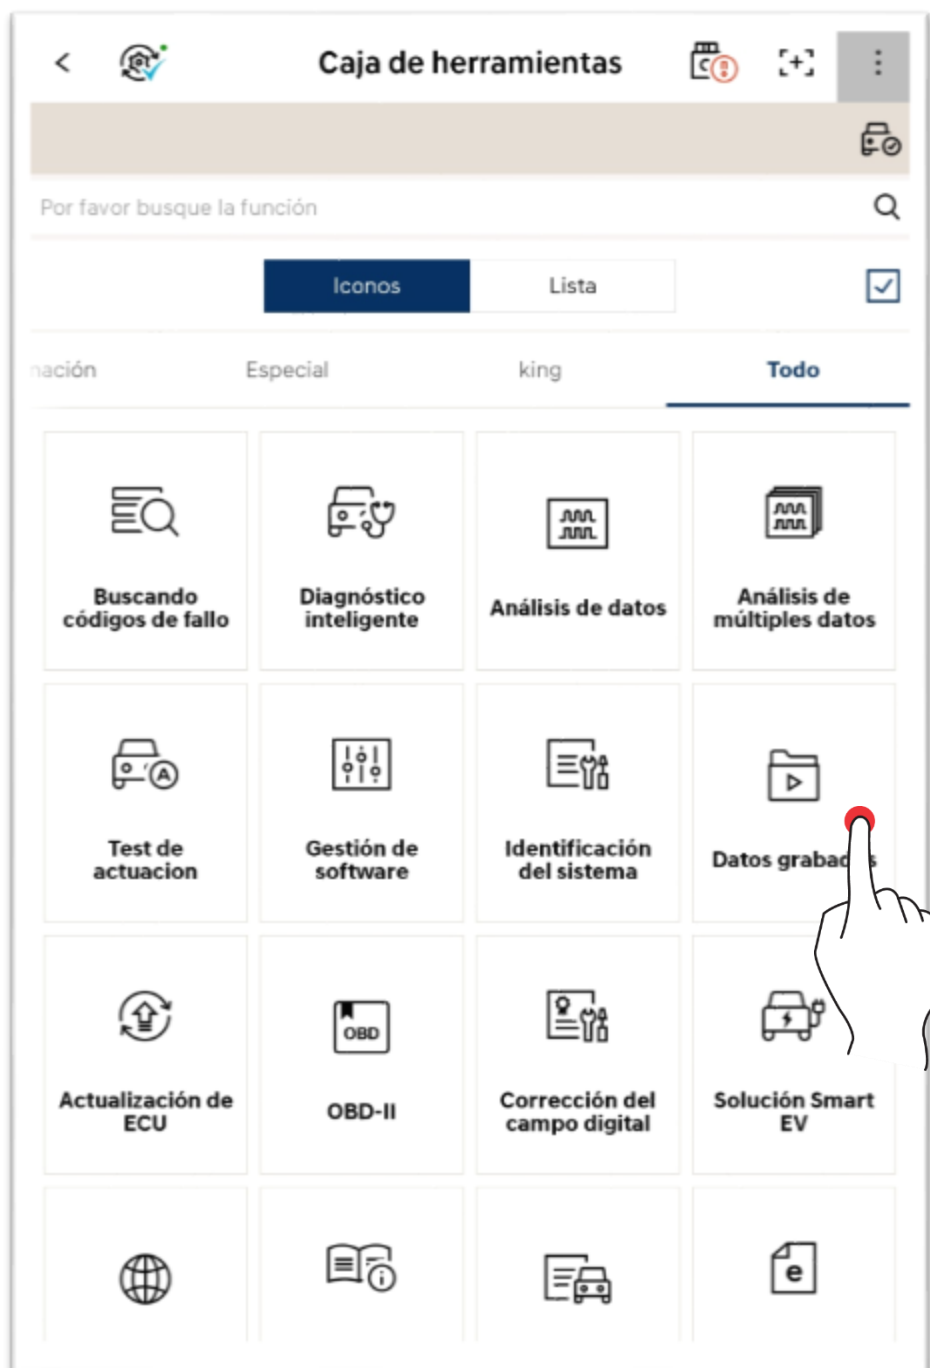 Caja de herramientas
Por favor busque la función
Iconos
Lista
nación
Especial
king
Todo
Buscando
códigos de fallo
Diagnóstico
inteligente
Análisis de datos
Análisis de
múltiples datos
Test de
actuacion
Gestión de
software
Identificación
del sistema
Datos grabados
Actualización de
ECU
OBD
OBD-II
Corrección del
campo digital
Solución Smart
EV